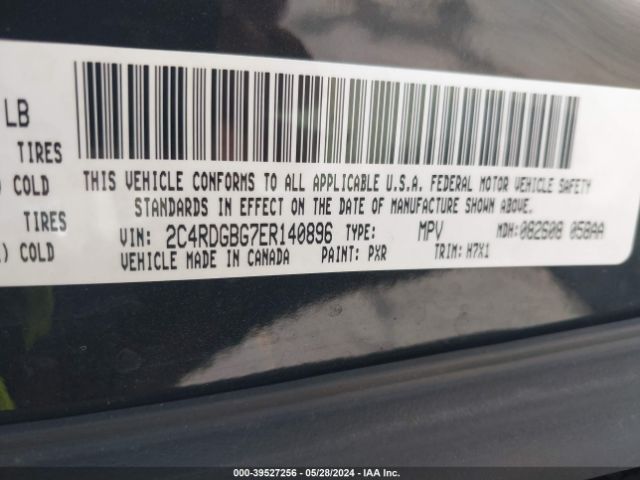 LB
TIRES
) COLD
TIRES
) COLD
THIS VEHICLE CONFORMS TO ALL APPLICABLE U.S.A. FEDERAL MOTOR VEHICLE SAFETY
STANDARDS IN EFFECT ON THE DATE OF MANUFACTURE SHOWN ABOVE.
VIN: 2C4RDGBG7ER140896 TYPE: MPV MDH: 082608 058AA
VEHICLE MADE IN CANADA PAINT: PXR TRIM: H7X1
000-39527256 | 05/28/2024 - IAA Inc.